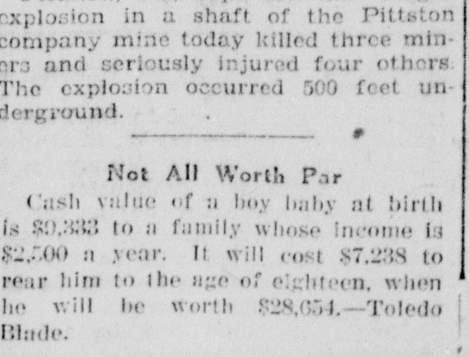 explosion in a shaft of the Pittston
company mine today killed three min-
ers and seriously injured four others.
The explosion occurred 500 feet un-
derground.
Not All Worth Par
Cash value of a boy baby at birth
is $9,333 to a family whose income is
$2,500 a year. It will cost $7,238 to
rear him to the age of eighteen, when
he will be worth $28,654.—Toledo
Blade.